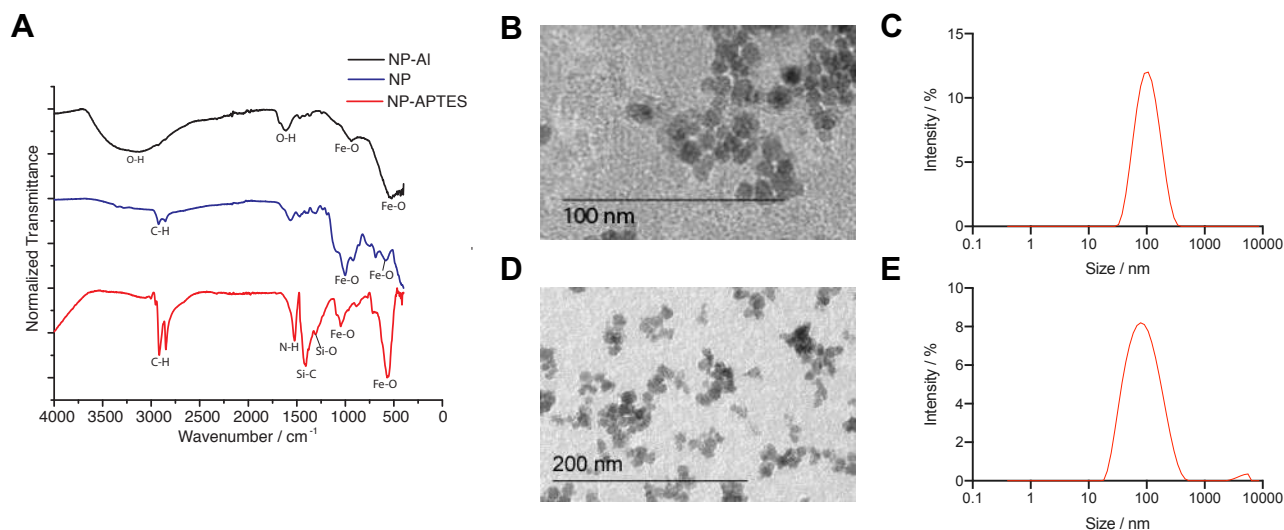 A
NP-Al
NP
NP-APTES
O-H
O-H
Fe-O
Fe-O
C-H
Fe-O
Fe-O
C-H
N-H
Si-C
Si-O
Fe-O
Fe-O
Normalized Transmittance
4000 3500 3000 2500 2000 1500 1000 500 0
Wavenumber / cm⁻¹
B
100 nm
C
15
10
5
0
Intensity / %
0.1 1 10 100 1000 10000
Size / nm
D
200 nm
E
10
8
6
4
2
0
Intensity / %
0.1 1 10 100 1000 10000
Size / nm